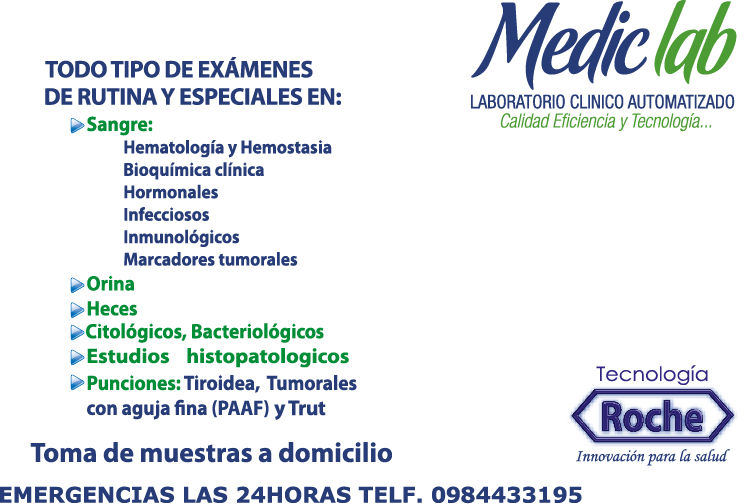 Medic lab
LABORATORIO CLINICO AUTOMATIZADO
Calidad Eficiencia y Tecnología...
TODO TIPO DE EXÁMENES
DE RUTINA Y ESPECIALES EN:
Sangre:
Hematología y Hemostasia
Bioquímica clínica
Hormonales
Infecciosos
Inmunológicos
Marcadores tumorales
Orina
Heces
Citológicos, Bacteriológicos
Estudios histopatologicos
Punciones: Tiroidea, Tumorales
con aguja fina (PAAF) y Trut
Tecnología
Roche
Innovación para la salud
Toma de muestras a domicilio
EMERGENCIAS LAS 24HORAS TELF. 0984433195